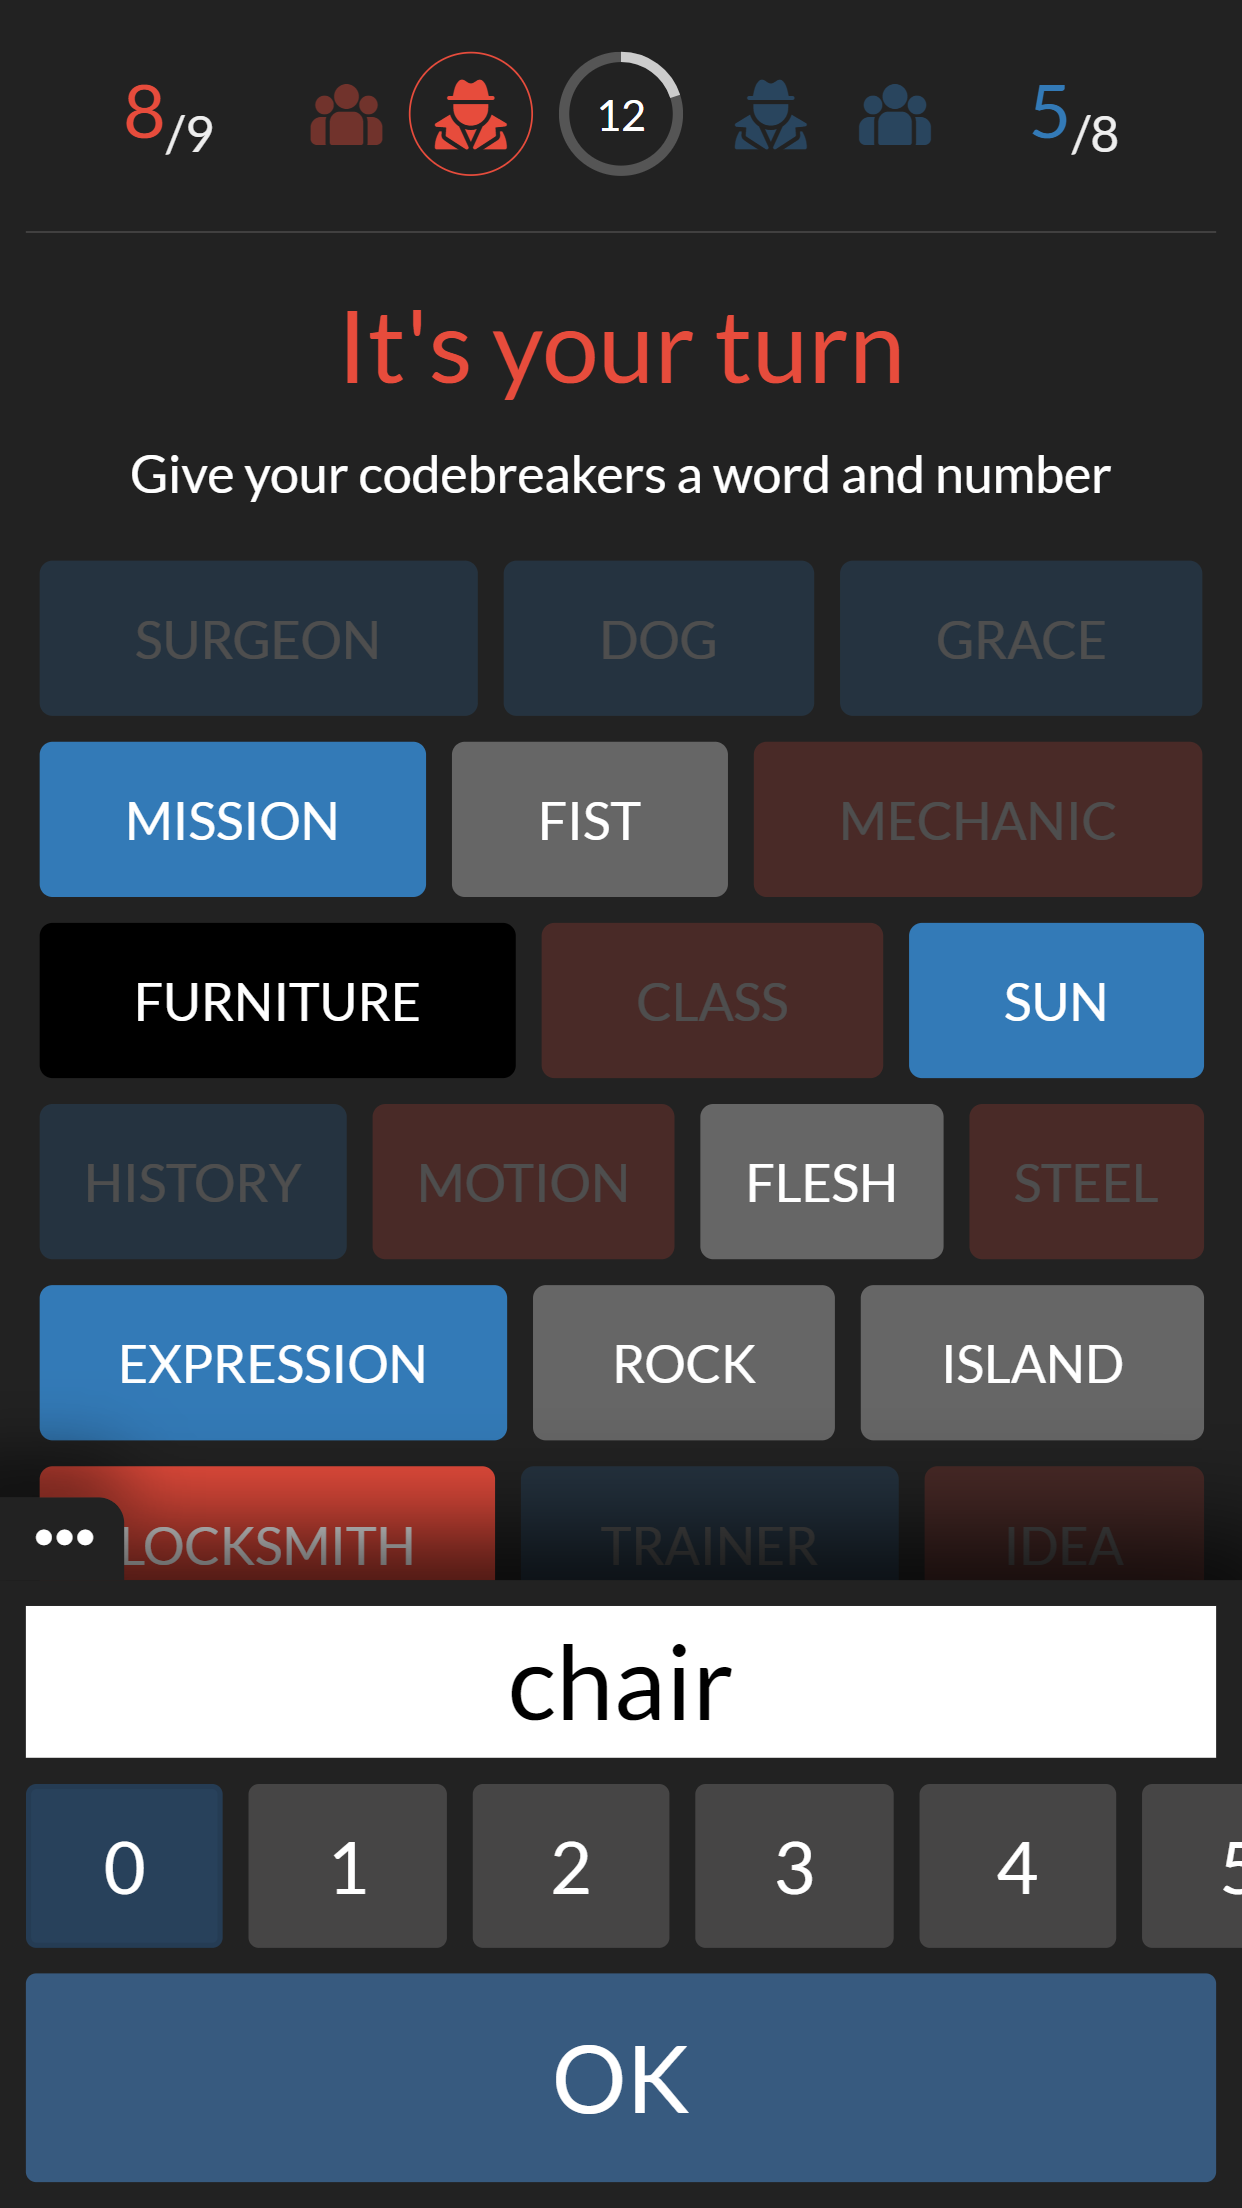 8/9 12 5/8
It's your turn
Give your codebreakers a word and number
SURGEON DOG GRACE
MISSION FIST MECHANIC
FURNITURE CLASS SUN
HISTORY MOTION FLESH STEEL
EXPRESSION ROCK ISLAND
LOCKSMITH TRAINER IDEA
chair
0 1 2 3 4 5
OK